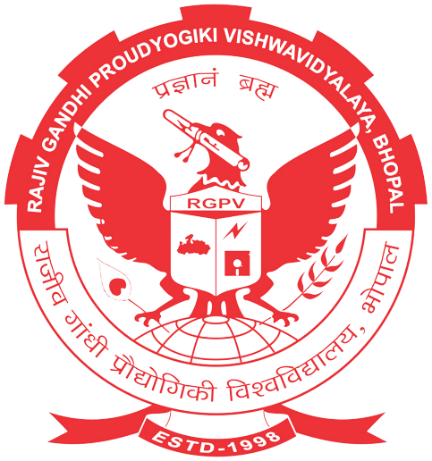 RAJIV GANDHI PROUDYOGIKI VISHWAVIDYALAYA, BHOPAL
प्रज्ञानं ब्रह्म
RGPV
राजीव गांधी प्रौद्योगिकी विश्वविद्यालय, भोपाल
ESTD-1998